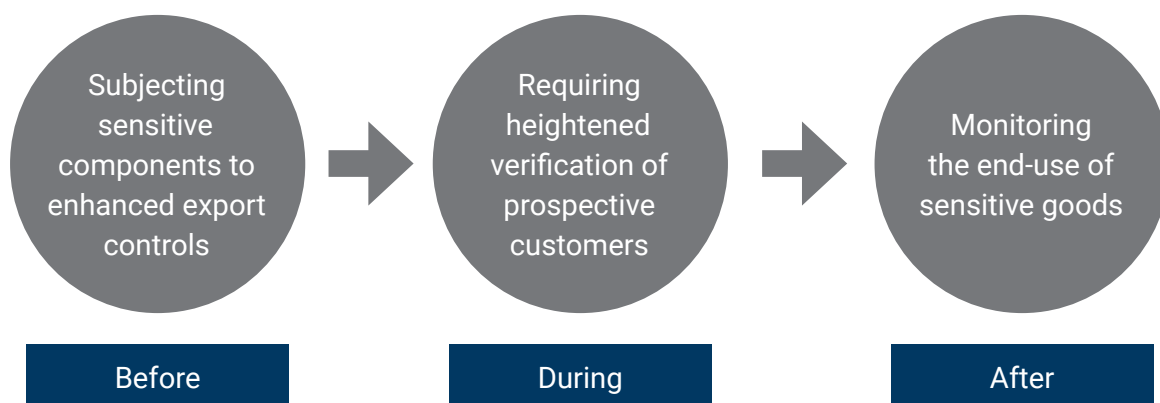 Subjecting
sensitive
components to
enhanced export
controls
Requiring
heightened
verification of
prospective
customers
Monitoring
the end-use of
sensitive goods
Before
During
After